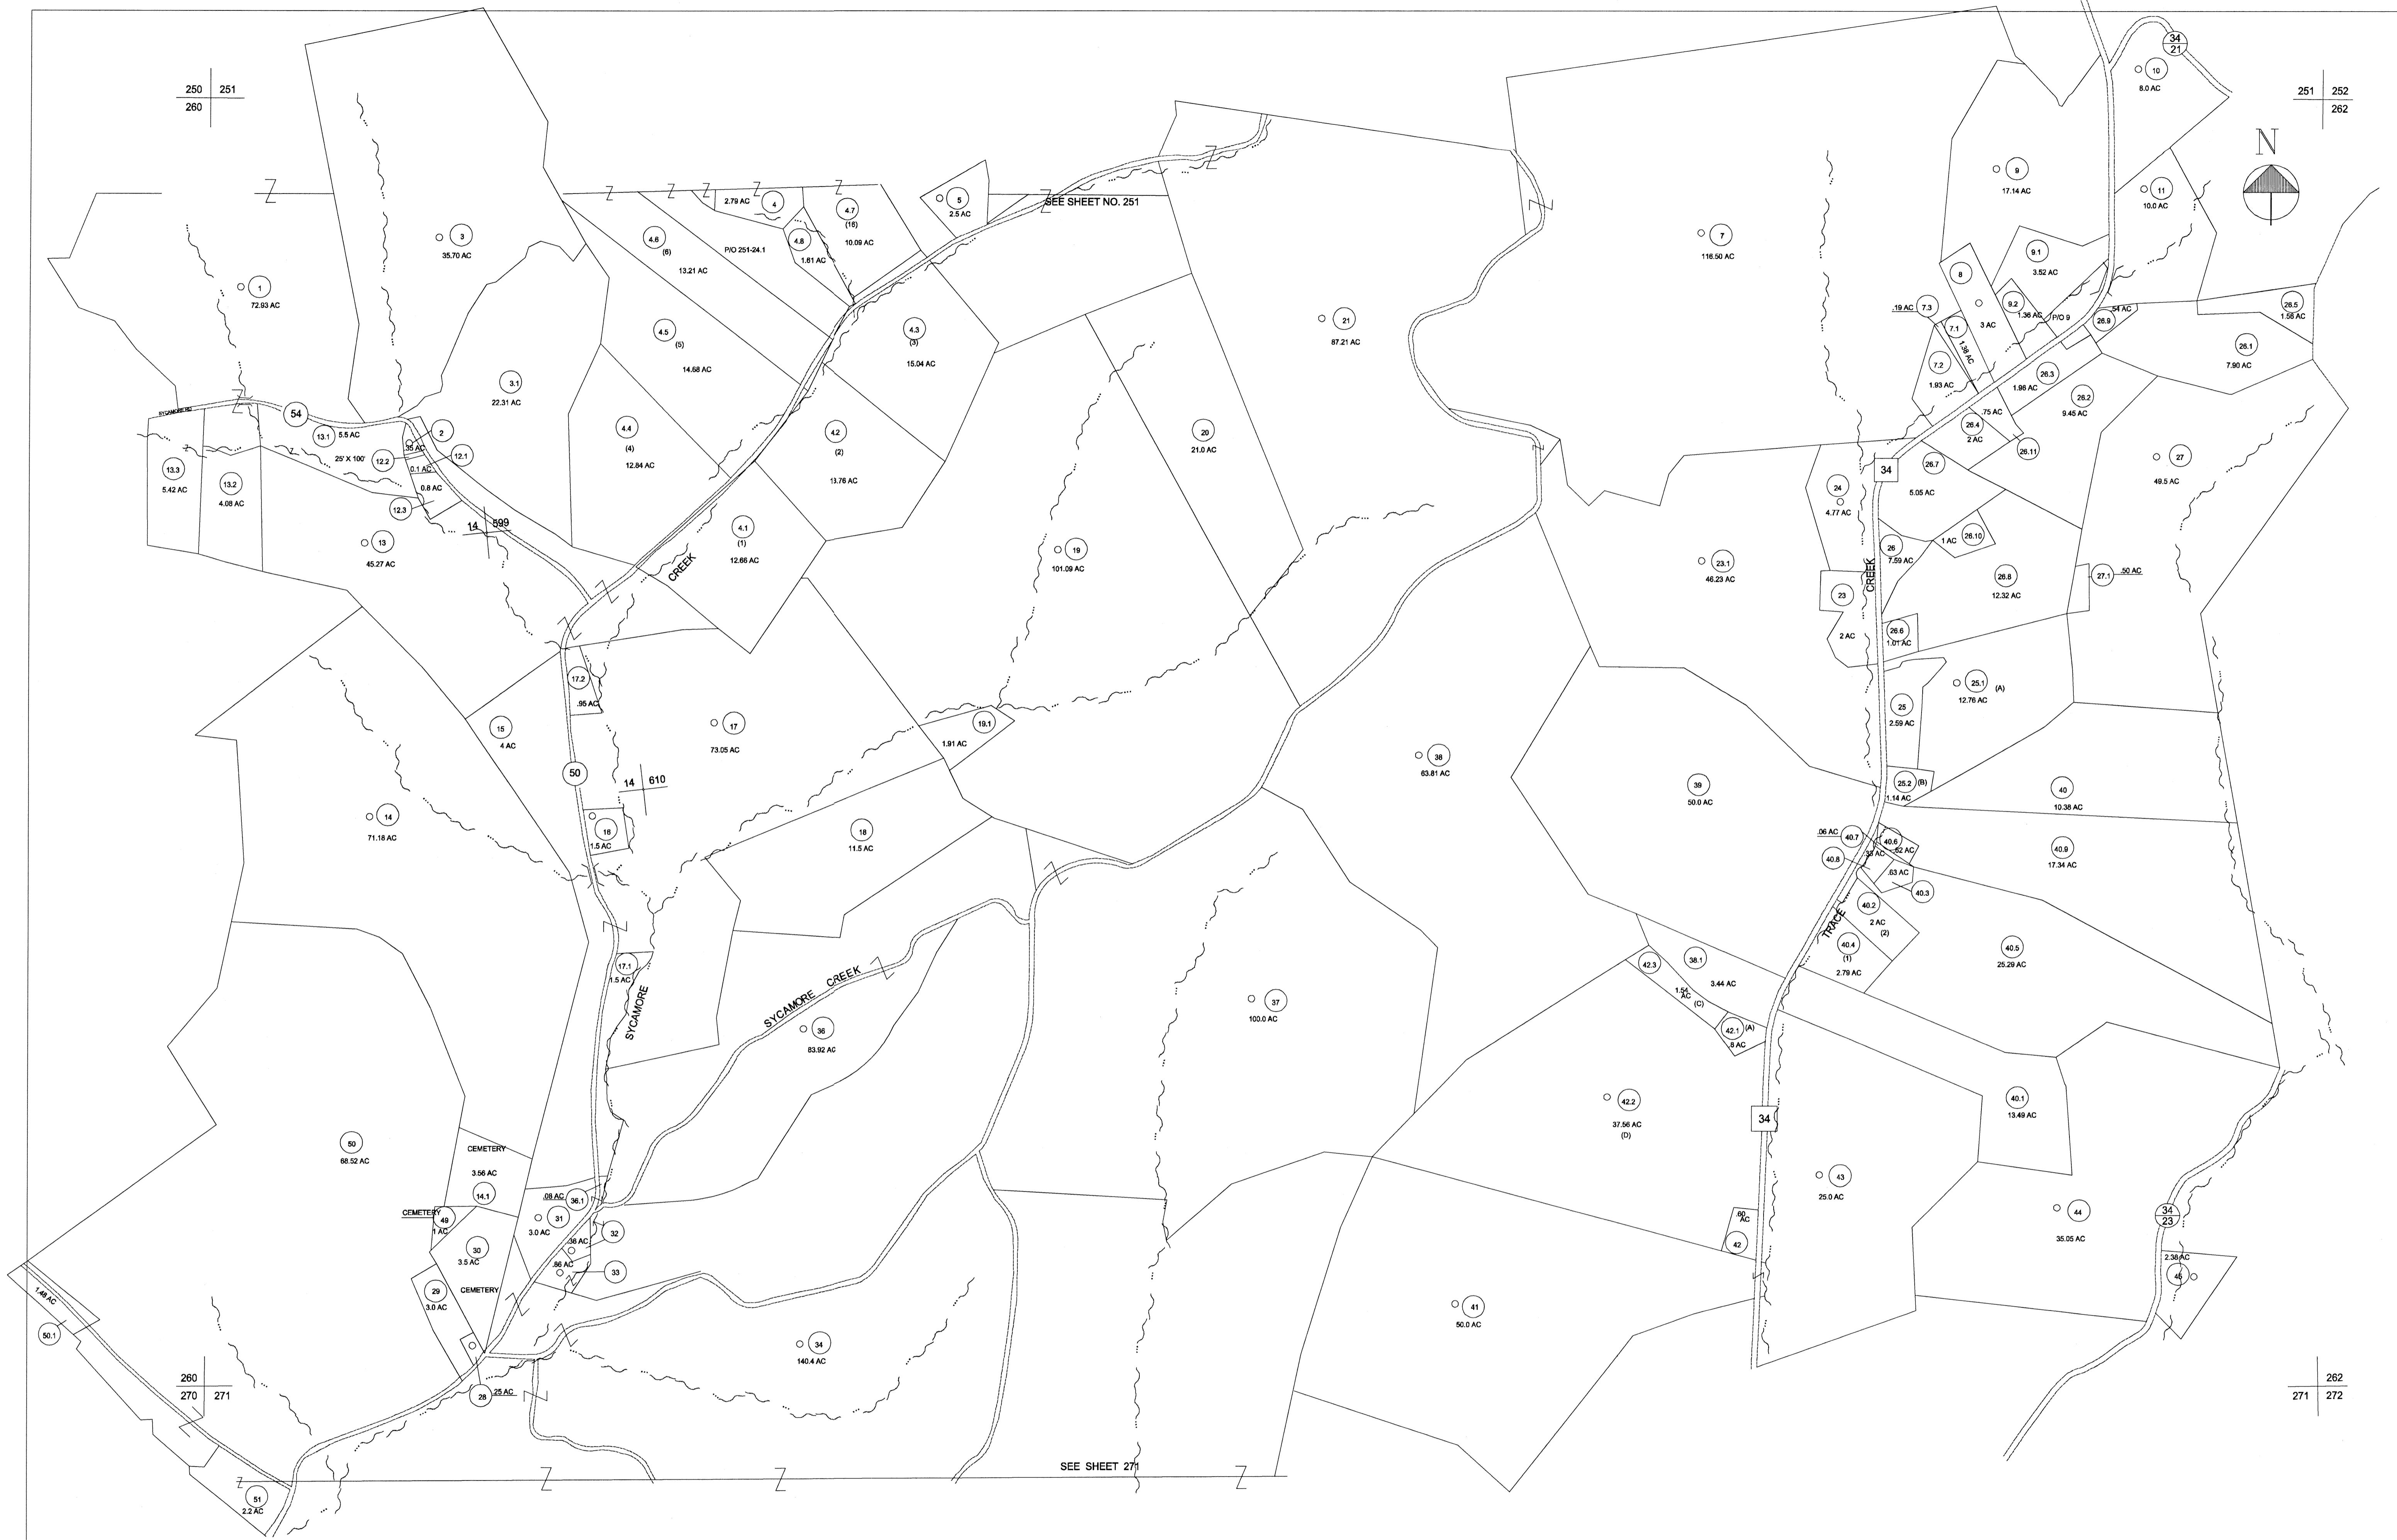 250 251
260
34
21
10
8.0 AC
251 252
262
N
9
17.14 AC
11
10.0 AC
5
2.5 AC
SEE SHEET NO. 251
2.79 AC
4
4.7
(16)
10.09 AC
4.8
1.61 AC
4.6
(6)
13.21 AC
P/O 251-24.1
3
35.70 AC
7
116.50 AC
9.1
3.52 AC
8
3 AC
9.2
1.36 AC
P/O 9
1
72.93 AC
.19 AC
7.3
7.1
1.38 AC
7.2
1.93 AC
.54 AC
26.9
26.5
1.56 AC
26.1
7.90 AC
21
87.21 AC
4.5
(5)
14.68 AC
4.3
(3)
15.04 AC
26.3
1.96 AC
26.2
9.45 AC
3.1
22.31 AC
SYCAMORE RD
54
13.1
5.5 AC
2
.35 AC
25' X 100'
12.2
12.1
0.1 AC
0.8 AC
12.3
4.4
(4)
12.84 AC
4.2
(2)
13.76 AC
20
21.0 AC
.75 AC
26.4
2 AC
26.11
34
26.7
5.05 AC
27
49.5 AC
13.3
5.42 AC
13.2
4.08 AC
24
4.77 AC
14 599
4.1
(1)
12.66 AC
13
45.27 AC
CREEK
19
101.09 AC
23.1
46.23 AC
26
7.59 AC
1 AC
26.10
CREEK
26.8
12.32 AC
27.1
.50 AC
23
2 AC
26.6
1.01 AC
17.2
.95 AC
15
4 AC
17
73.05 AC
19.1
1.91 AC
25.1
(A)
12.76 AC
25
2.59 AC
50
14 610
38
63.81 AC
39
50.0 AC
25.2
(B)
1.14 AC
40
10.38 AC
14
71.18 AC
16
1.5 AC
18
11.5 AC
.06 AC
40.7
40.6
.62 AC
.35 AC
40.8
.63 AC
40.3
40.9
17.34 AC
40.2
2 AC
(2)
TRACE
40.4
(1)
2.79 AC
40.5
25.29 AC
17.1
1.5 AC
SYCAMORE
SYCAMORE CREEK
42.3
38.1
3.44 AC
1.54
AC
(C)
42.1
(A)
.8 AC
37
100.0 AC
36
83.92 AC
42.2
37.56 AC
(D)
40.1
13.49 AC
34
50
68.52 AC
CEMETERY
3.56 AC
14.1
43
25.0 AC
.08 AC
36.1
CEMETERY
49
1 AC
31
3.0 AC
32
.38 AC
.60
AC
42
44
35.05 AC
34
23
30
3.5 AC
.86 AC
33
2.38 AC
45
CEMETERY
29
3.0 AC
1.48 AC
50.1
41
50.0 AC
34
140.4 AC
260
270 271
28
.25 AC
262
271 272
SEE SHEET 271
51
2.2 AC